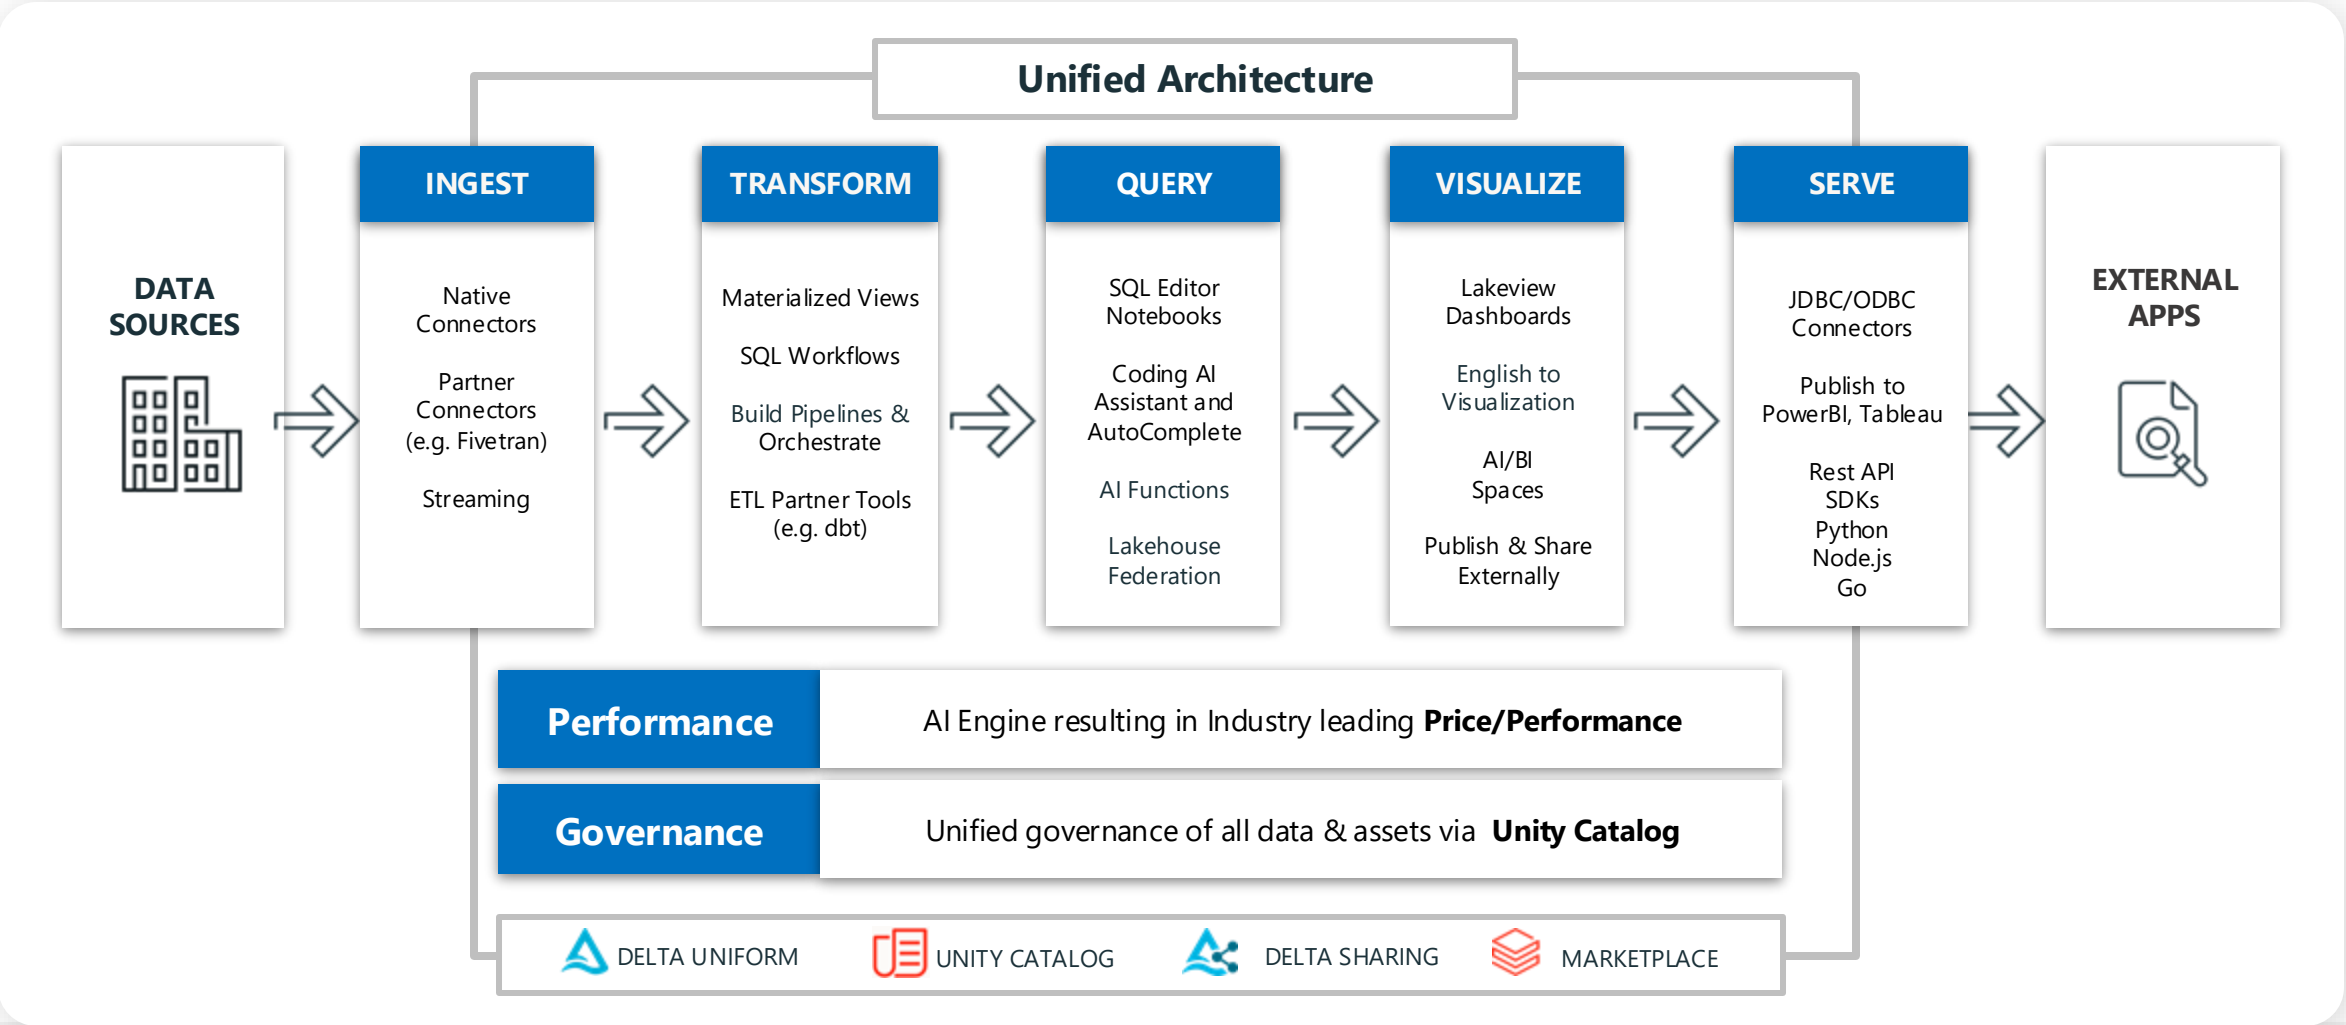 Unified Architecture
DATA
SOURCES
INGEST
Native
Connectors
Partner
Connectors
(e.g. Fivetran)
Streaming
TRANSFORM
Materialized Views
SQL Workflows
Build Pipelines &
Orchestrate
ETL Partner Tools
(e.g. dbt)
QUERY
SQL Editor
Notebooks
Coding AI
Assistant and
AutoComplete
AI Functions
Lakehouse
Federation
VISUALIZE
Lakeview
Dashboards
English to
Visualization
AI/BI
Spaces
Publish & Share
Externally
SERVE
JDBC/ODBC
Connectors
Publish to
PowerBI, Tableau
Rest API
SDKs
Python
Node.js
Go
EXTERNAL
APPS
Performance
AI Engine resulting in Industry leading Price/Performance
Governance
Unified governance of all data & assets via Unity Catalog
DELTA UNIFORM
UNITY CATALOG
DELTA SHARING
MARKETPLACE